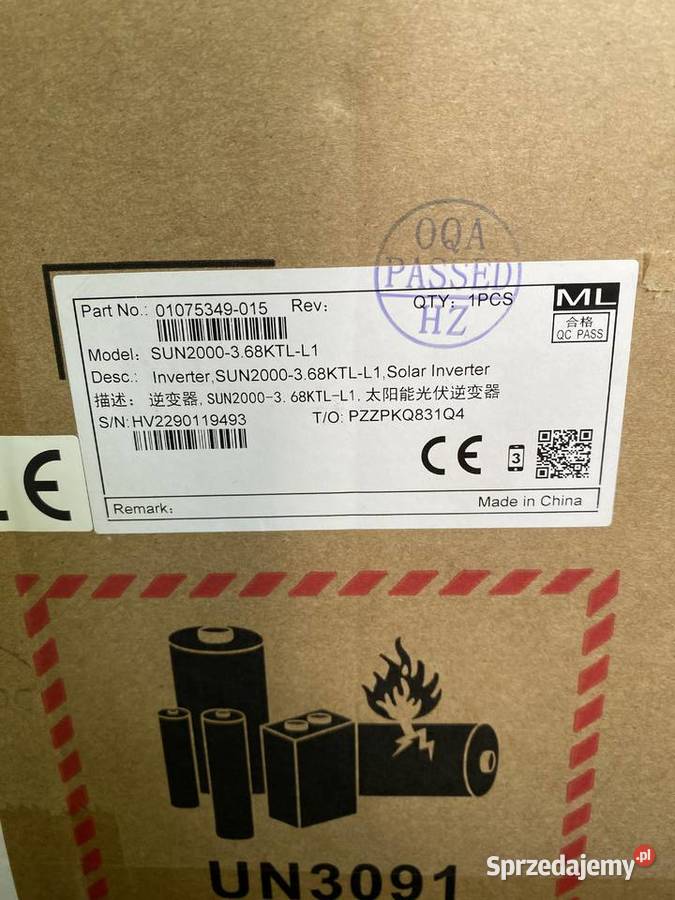 OQA
PASSED
HZ
Part No.: 01075349-015 Rev: QTY: 1PCS
ML
合格
QC PASS
Model: SUN2000-3.68KTL-L1
Desc.: Inverter,SUN2000-3.68KTL-L1,Solar Inverter
描述: 逆变器, SUN2000-3.68KTL-L1, 太阳能光伏逆变器
S/N: HV2290119493 T/O: PZZPKQ831Q4
CE
3
CE
Remark: Made in China
UN3091
Sprzedajemy.pl